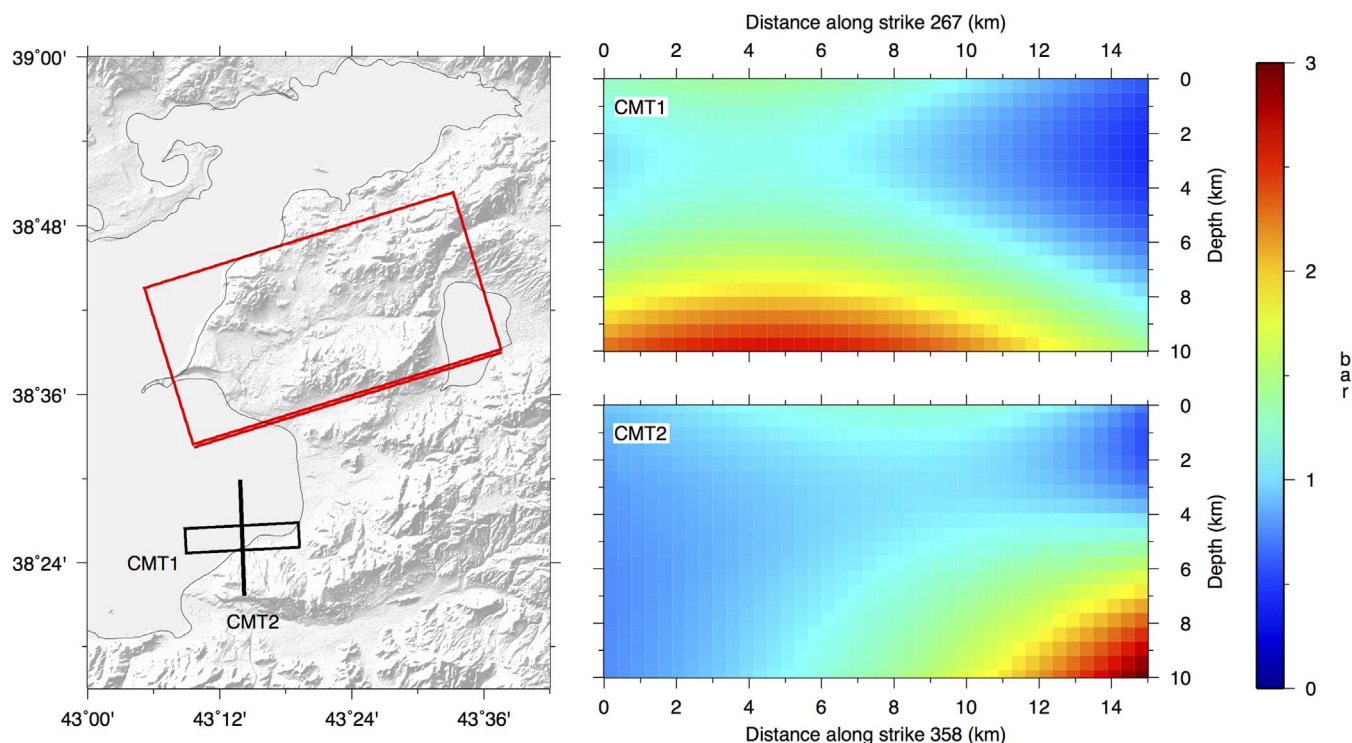 39°00'
38°48'
38°36'
38°24'
43°00'
43°12'
43°24'
43°36'
CMT1
CMT2
Distance along strike 267 (km)
0 2 4 6 8 10 12 14
CMT1
0
2
4
6
8
10
Depth (km)
CMT2
0
2
4
6
8
10
Depth (km)
0 2 4 6 8 10 12 14
Distance along strike 358 (km)
3
2
1
0
bar